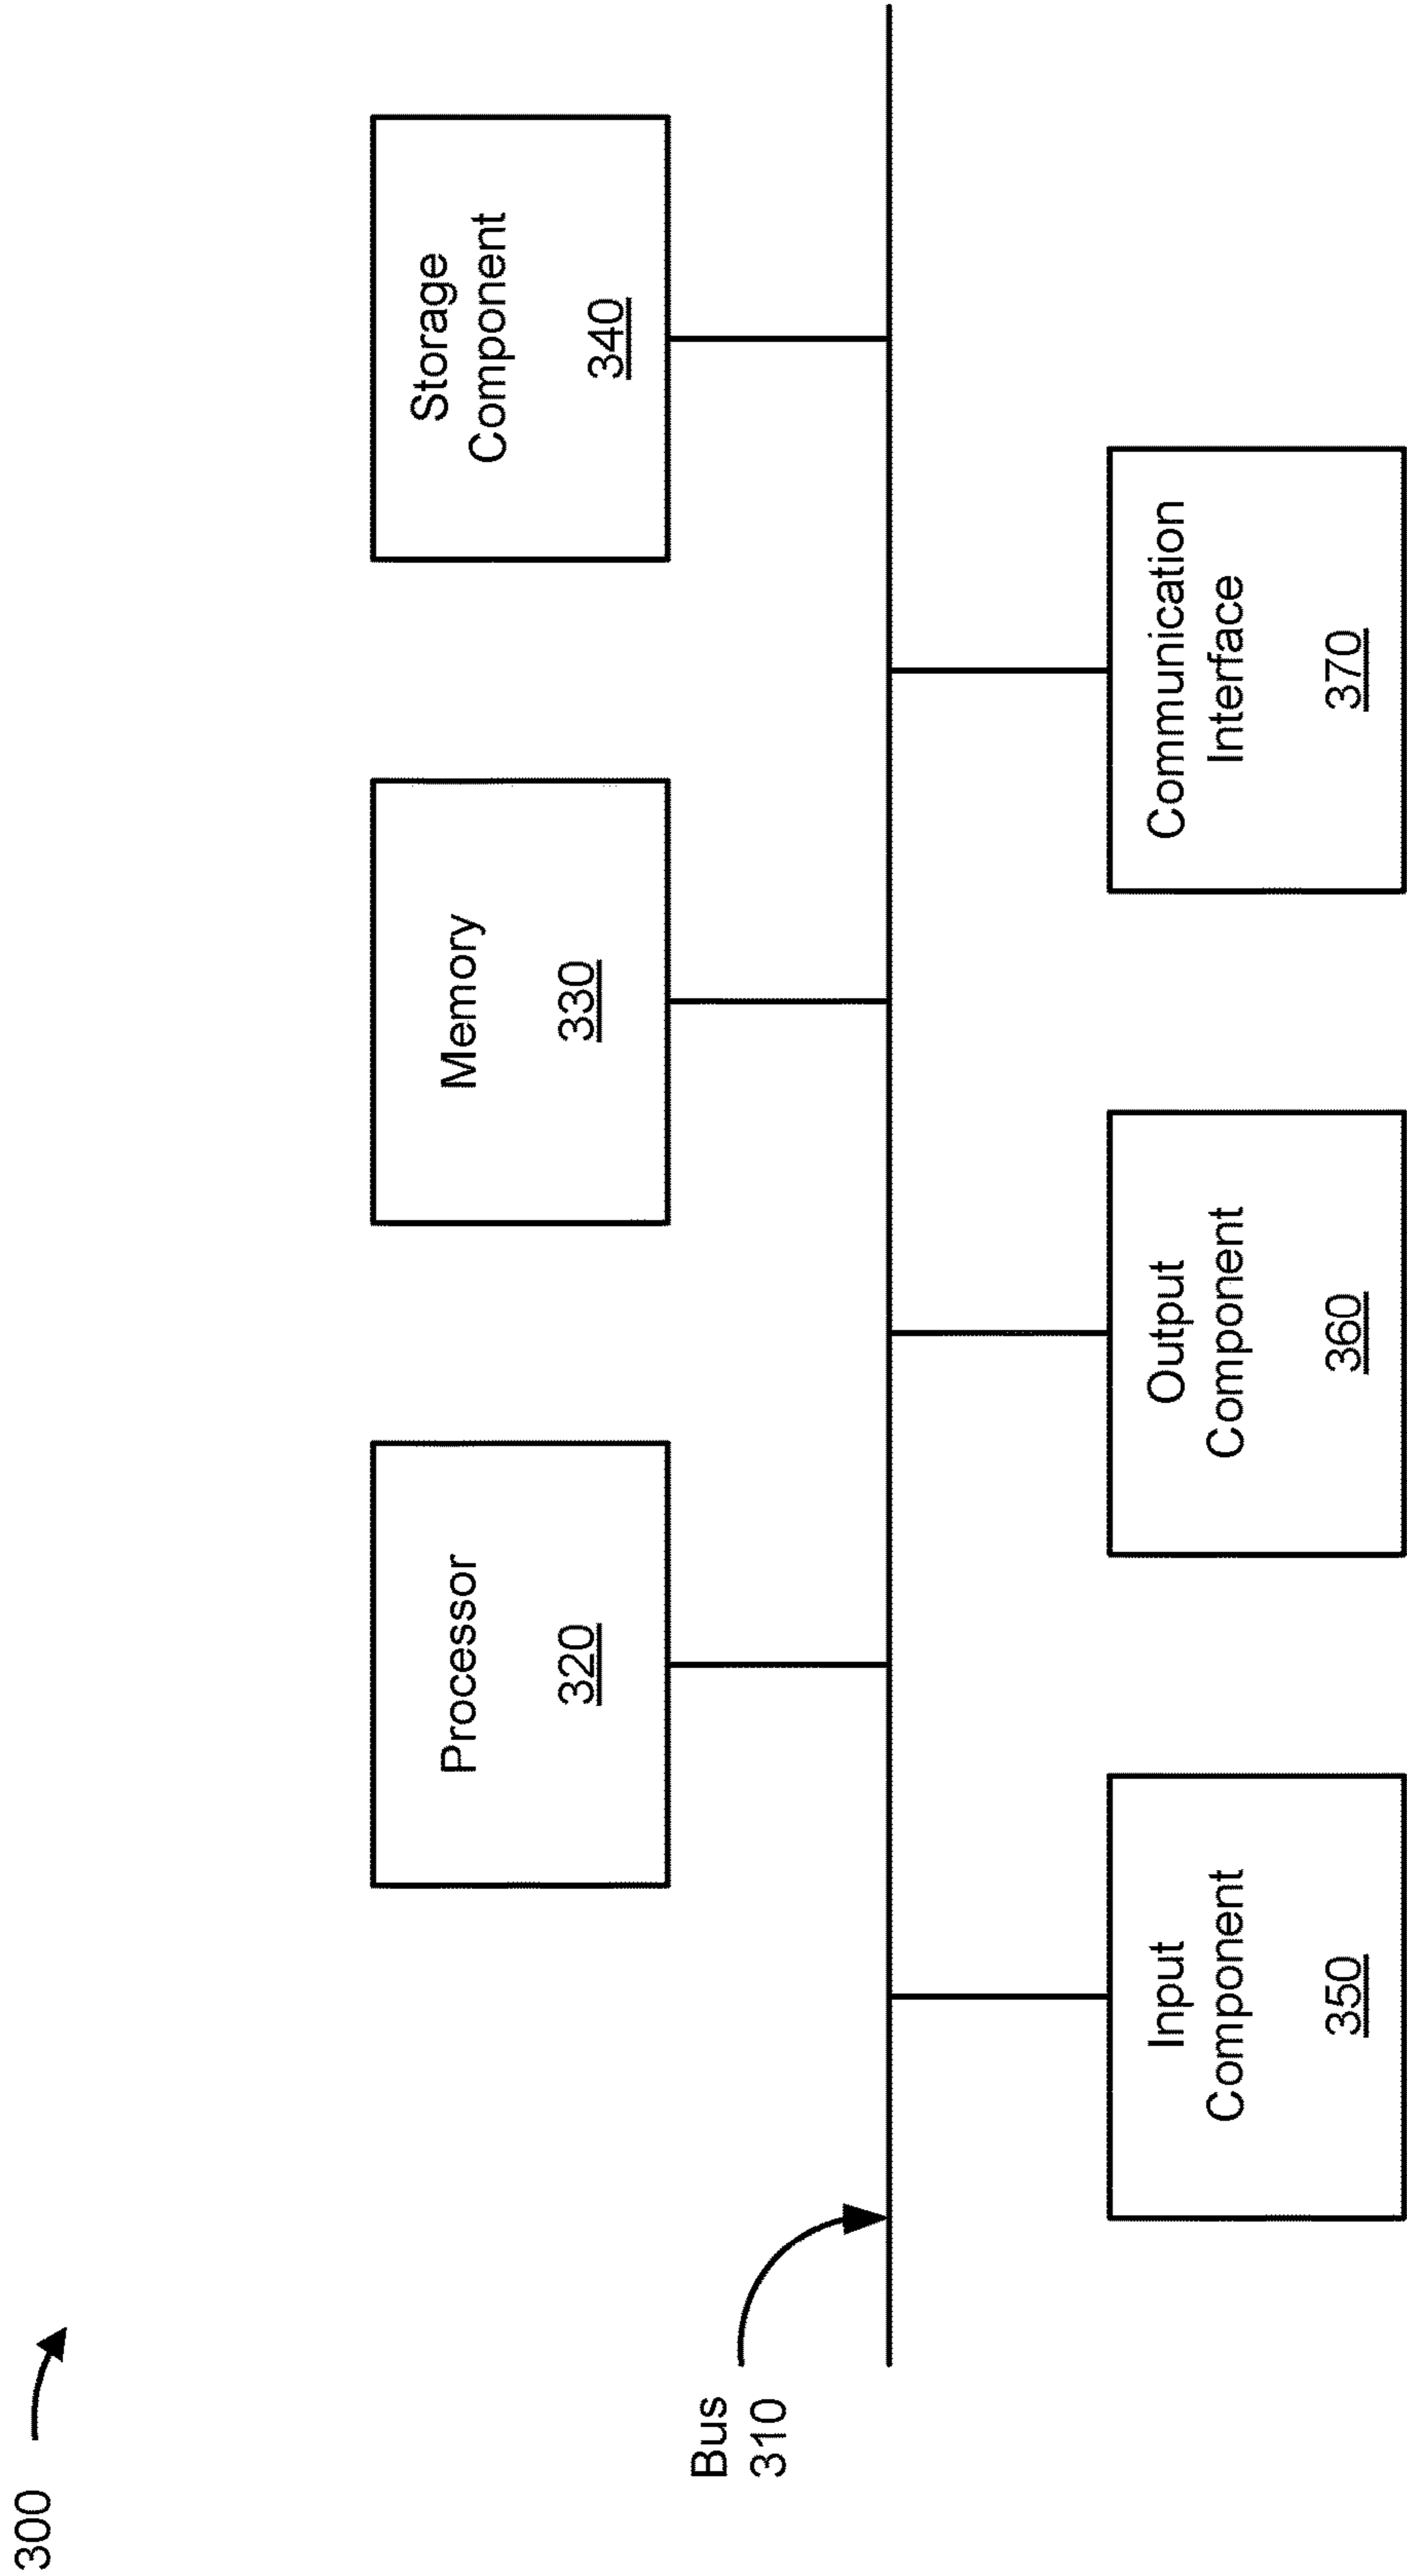 300
Processor
320
Memory
330
Storage
Component
340
Bus
310
Input
Component
350
Output
Component
360
Communication
Interface
370